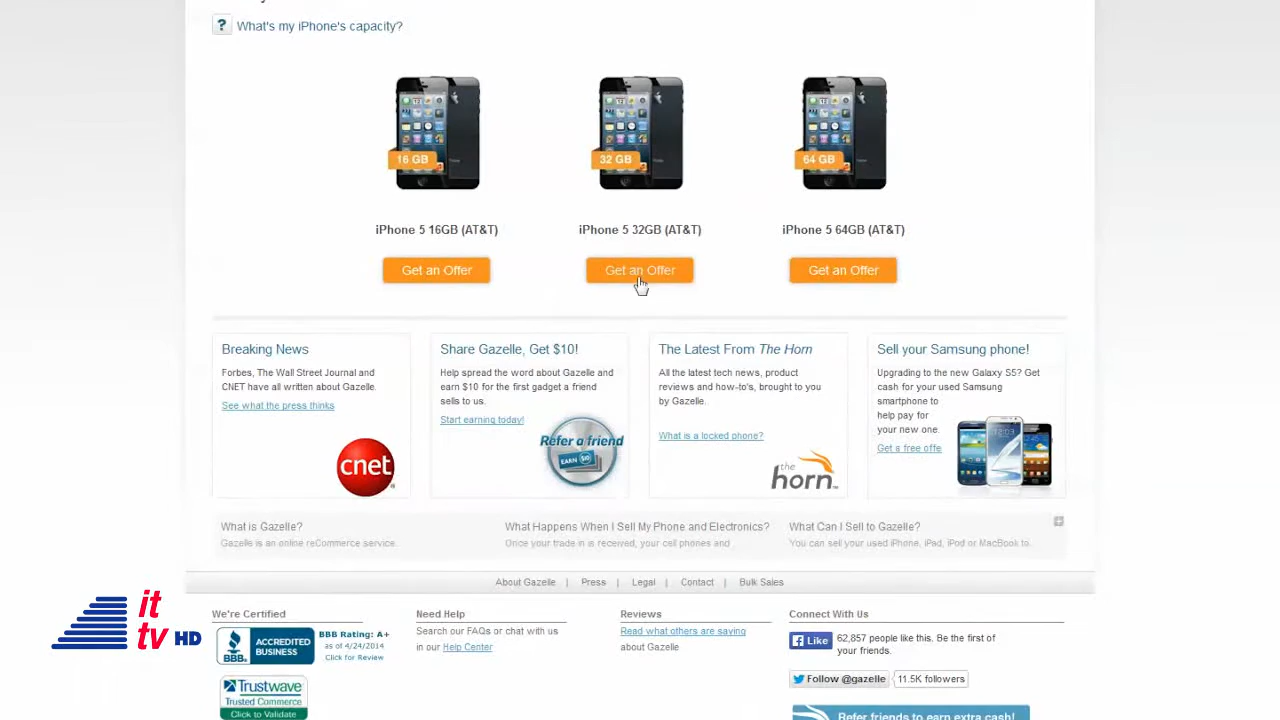 What's my iPhone's capacity?
16 GB
32 GB
64 GB
iPhone 5 16GB (AT&T)
iPhone 5 32GB (AT&T)
iPhone 5 64GB (AT&T)
Get an Offer
Get an Offer
Get an Offer
Breaking News
Forbes, The Wall Street Journal and
CNET have all written about Gazelle.
See what the press thinks
cnet
Share Gazelle, Get $10!
Help spread the word about Gazelle and
earn $10 for the first gadget a friend
sells to us.
Start earning today!
Refer a friend
EARN $10
The Latest From The Horn
All the latest tech news, product
reviews and how-to's, brought to you
by Gazelle.
What is a locked phone?
the
horn
Sell your Samsung phone!
Upgrading to the new Galaxy S5? Get
cash for your used Samsung
smartphone to
help pay for
your new one.
Get a free offe
What is Gazelle?
Gazelle is an online reCommerce service.
What Happens When I Sell My Phone and Electronics?
Once your trade in is received, your cell phones and
What Can I Sell to Gazelle?
You can sell your used iPhone, iPad, iPod or MacBook to.
About Gazelle | Press | Legal | Contact | Bulk Sales
We're Certified
BBB
ACCREDITED
BUSINESS
BBB Rating: A+
as of 4/24/2014
Click for Review
Trustwave
Trusted Commerce
Click to Validate
Need Help
Search our FAQs or chat with us
in our Help Center
Reviews
Read what others are saying
about Gazelle
Connect With Us
Like
62,857 people like this. Be the first of
your friends.
Follow @gazelle
11.5K followers
Refer friends to earn extra cash!
it
tv HD